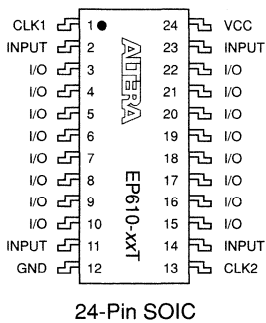 CLK1 1 24 VCC
INPUT 2 23 INPUT
I/O 3 22 I/O
I/O 4 21 I/O
I/O 5 20 I/O
I/O 6 19 I/O
I/O 7 18 I/O
I/O 8 17 I/O
I/O 9 16 I/O
I/O 10 15 I/O
INPUT 11 14 INPUT
GND 12 13 CLK2
ALTERA
EP610-xxT
24-Pin SOIC